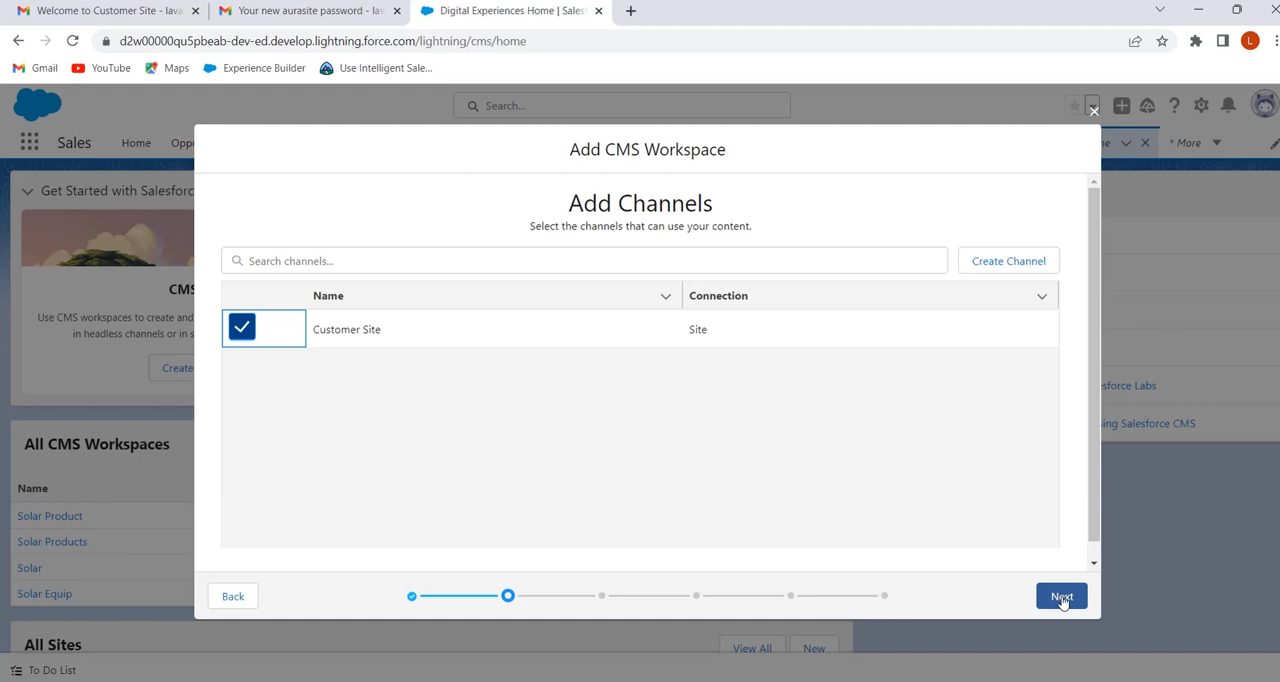 Welcome to Customer Site - lava
Your new aurasite password - lav
Digital Experiences Home | Sales
d2w00000qu5pbeab-dev-ed.develop.lightning.force.com/lightning/cms/home
L
Gmail
YouTube
Maps
Experience Builder
Use Intelligent Sale...
Search...
Sales
Home
Oppo
* More
Get Started with Salesforc
CMS
Use CMS workspaces to create and
in headless channels or in s
Create
All CMS Workspaces
Name
Solar Product
Solar Products
Solar
Solar Equip
All Sites
View All
New
To Do List
sforce Labs
ing Salesforce CMS
Add CMS Workspace
Add Channels
Select the channels that can use your content.
Search channels...
Create Channel
Name
Connection
Customer Site
Site
Back
Next